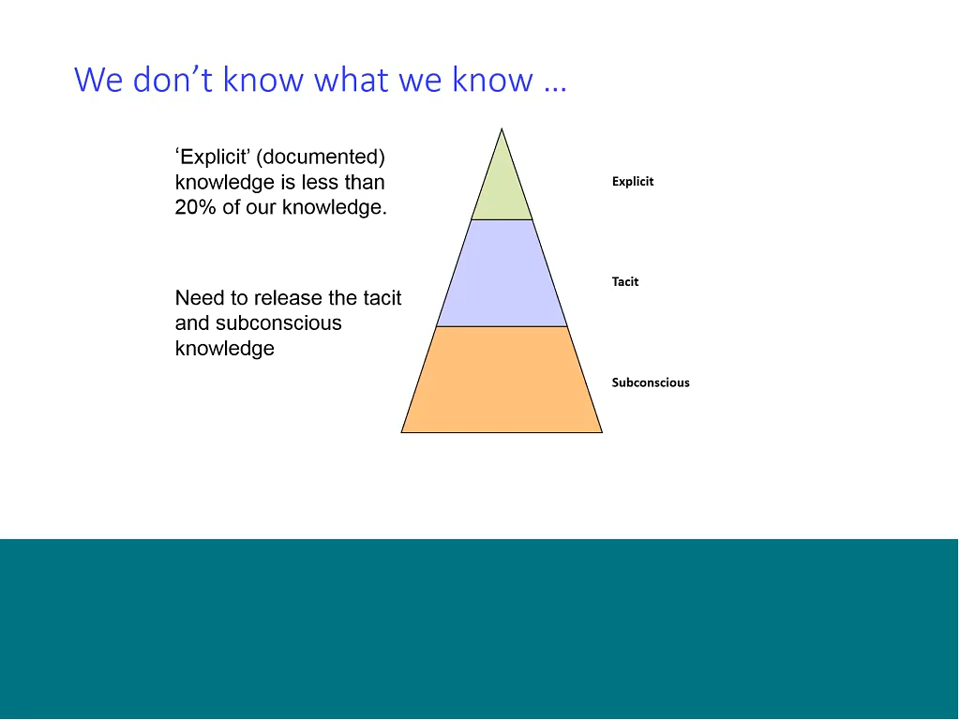 We don’t know what we know ...
‘Explicit’ (documented)
knowledge is less than
20% of our knowledge.
Explicit
Tacit
Need to release the tacit
and subconscious
knowledge
Subconscious